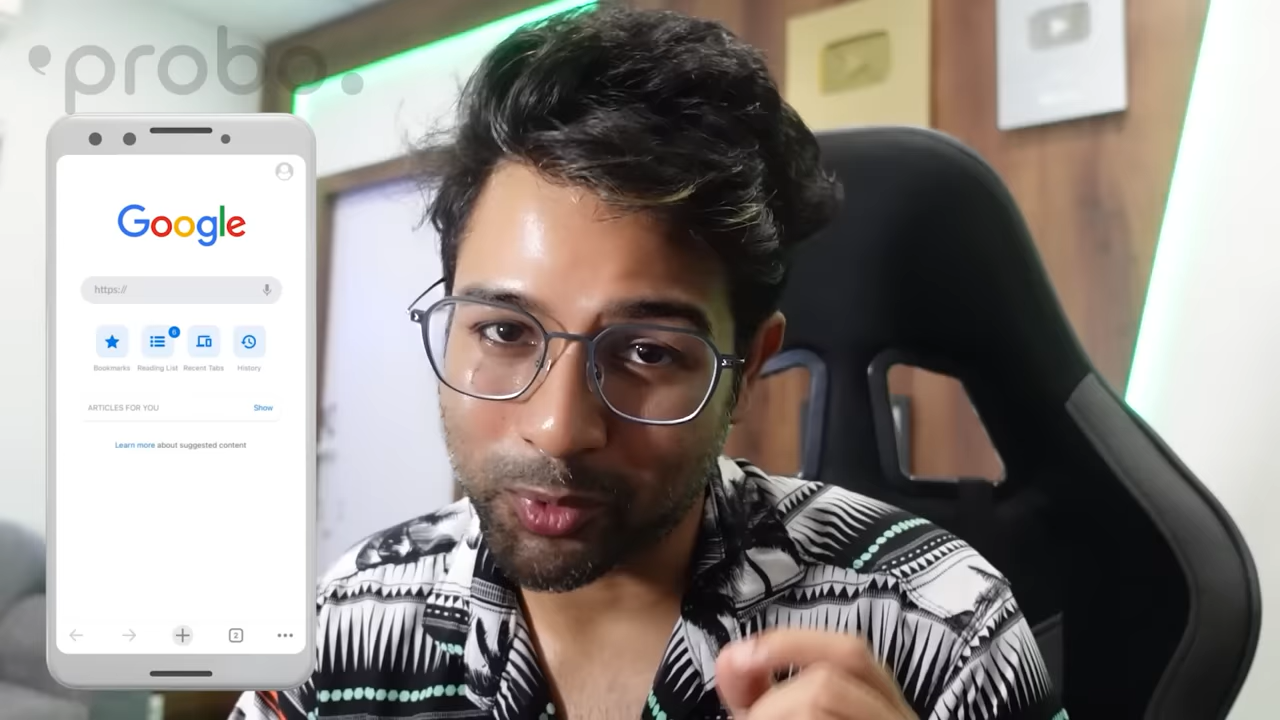 probo.
Google
https://
6
Bookmarks Reading List Recent Tabs History
ARTICLES FOR YOU Show
Learn more about suggested content
2